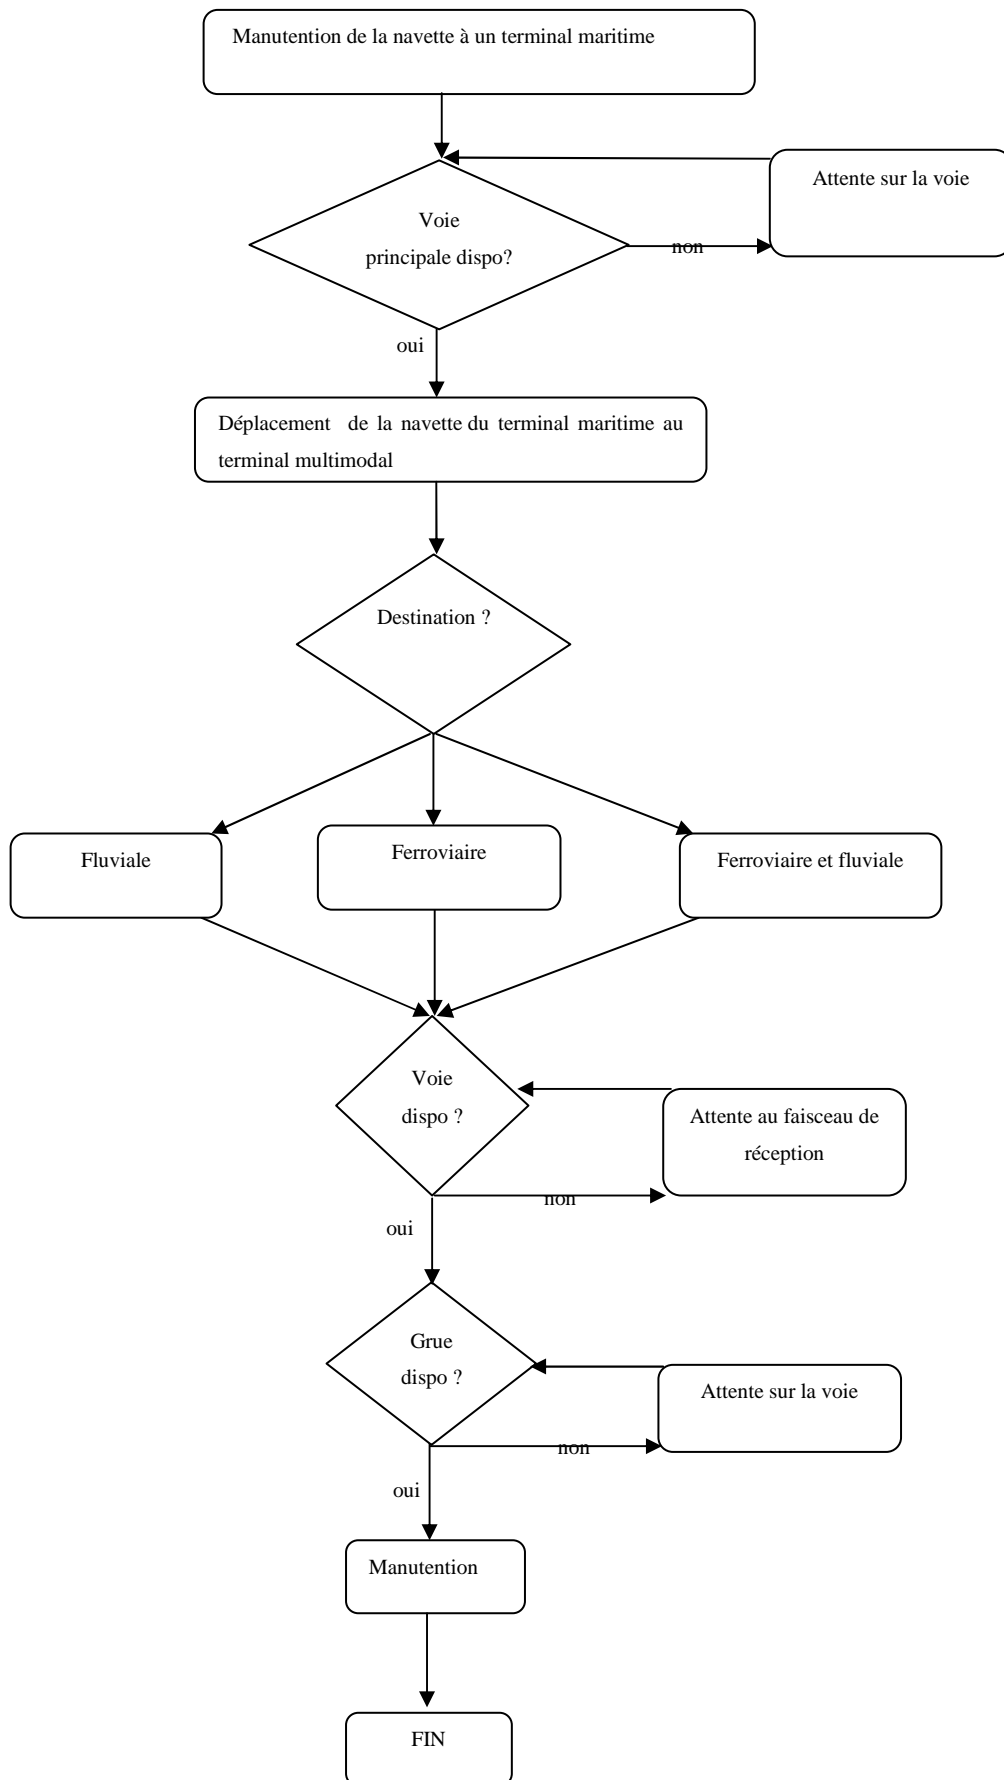 Manutention de la navette à un terminal maritime
Attente sur la voie
Voie
principale dispo?
non
oui
Déplacement de la navette du terminal maritime au
terminal multimodal
Destination ?
Fluviale
Ferroviaire
Ferroviaire et fluviale
Voie
dispo ?
Attente au faisceau de
réception
non
oui
Grue
dispo ?
Attente sur la voie
non
oui
Manutention
FIN